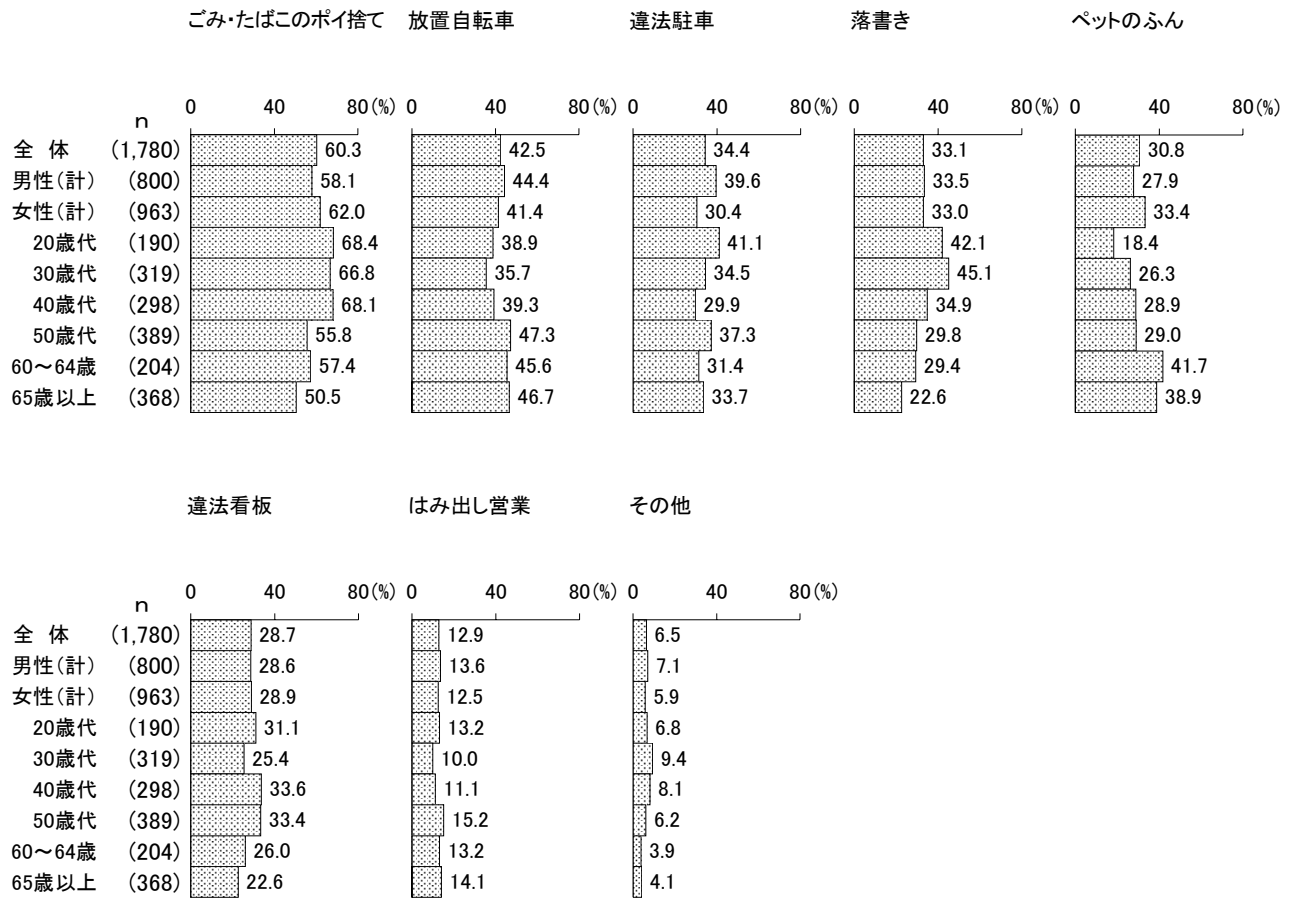 ごみ・たばこのポイ捨て 放置自転車 違法駐車 落書き ペットのふん
0 40 80(%) 0 40 80(%) 0 40 80(%) 0 40 80(%) 0 40 80(%)
n
全 体 (1,780) 60.3 42.5 34.4 33.1 30.8
男性(計) (800) 58.1 44.4 39.6 33.5 27.9
女性(計) (963) 62.0 41.4 30.4 33.0 33.4
20歳代 (190) 68.4 38.9 41.1 42.1 18.4
30歳代 (319) 66.8 35.7 34.5 45.1 26.3
40歳代 (298) 68.1 39.3 29.9 34.9 28.9
50歳代 (389) 55.8 47.3 37.3 29.8 29.0
60～64歳 (204) 57.4 45.6 31.4 29.4 41.7
65歳以上 (368) 50.5 46.7 33.7 22.6 38.9
違法看板 はみ出し営業 その他
0 40 80(%) 0 40 80(%) 0 40 80(%)
n
全 体 (1,780) 28.7 12.9 6.5
男性(計) (800) 28.6 13.6 7.1
女性(計) (963) 28.9 12.5 5.9
20歳代 (190) 31.1 13.2 6.8
30歳代 (319) 25.4 10.0 9.4
40歳代 (298) 33.6 11.1 8.1
50歳代 (389) 33.4 15.2 6.2
60～64歳 (204) 26.0 13.2 3.9
65歳以上 (368) 22.6 14.1 4.1